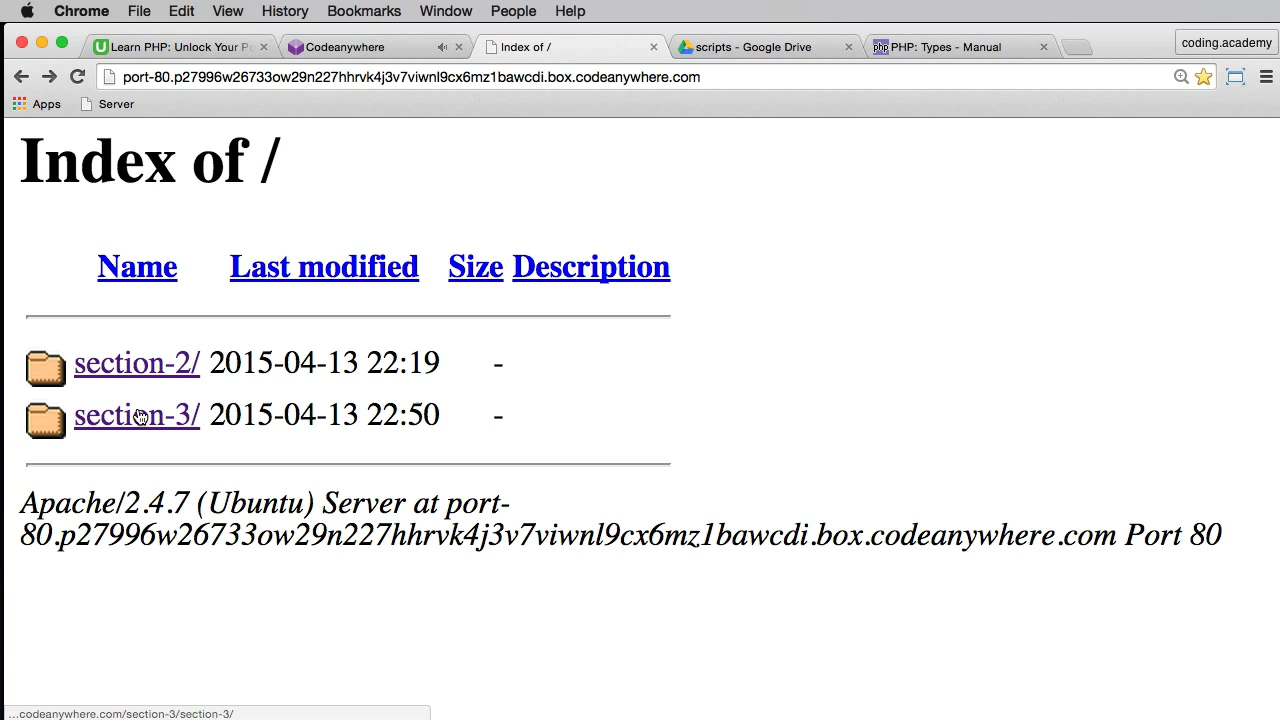 Chrome File Edit View History Bookmarks Window People Help
Learn PHP: Unlock Your P
Codeanywhere
Index of /
scripts - Google Drive
php PHP: Types - Manual
coding.academy
port-80.p27996w26733ow29n227hhrvk4j3v7viwnl9cx6mz1bawcdi.box.codeanywhere.com
Apps Server
Index of /
Name Last modified Size Description
section-2/ 2015-04-13 22:19 -
section-3/ 2015-04-13 22:50 -
Apache/2.4.7 (Ubuntu) Server at port-
80.p27996w26733ow29n227hhrvk4j3v7viwnl9cx6mz1bawcdi.box.codeanywhere.com Port 80
...codeanywhere.com/section-3/section-3/